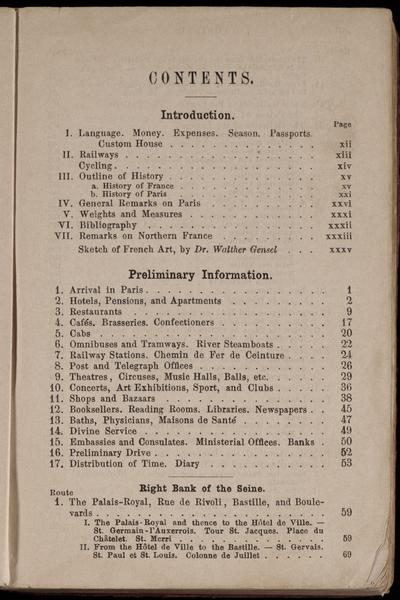 CONTENTS.
Introduction.
Page
I. Language. Money. Expenses. Season. Passports
Custom House . . . . . . . . . . . . . . xii
II. Railways . . . . . . . . . . . . . . . . . xiii
Cycling . . . . . . . . . . . . . . . . . . xiv
III. Outline of History . . . . . . . . . . . . . xv
a. History of France . . . . . . . . . . . . xv
b. History of Paris . . . . . . . . . . . . xxi
IV. General Remarks on Paris . . . . . . . . . xxvi
V. Weights and Measures . . . . . . . . . . . xxxi
VI. Bibliography . . . . . . . . . . . . . . . xxxii
VII. Remarks on Northern France . . . . . . . . xxxiii
Sketch of French Art, by Dr. Walther Gensel . . . xxxv
Preliminary Information.
1. Arrival in Paris . . . . . . . . . . . . . . . 1
2. Hotels, Pensions, and Apartments . . . . . . . . 2
3. Restaurants . . . . . . . . . . . . . . . . . 9
4. Cafés. Brasseries. Confectioners . . . . . . . . 17
5. Cabs . . . . . . . . . . . . . . . . . . . . 20
6. Omnibuses and Tramways. River Steamboats . . . . . 22
7. Railway Stations. Chemin de Fer de Ceinture . . . . 24
8. Post and Telegraph Offices . . . . . . . . . . . 26
9. Theatres, Circuses, Music Halls, Balls, etc. . . . . . 29
10. Concerts, Art Exhibitions, Sport, and Clubs . . . . . 36
11. Shops and Bazaars . . . . . . . . . . . . . . 38
12. Booksellers. Reading Rooms. Libraries. Newspapers . . 45
13. Baths, Physicians, Maisons de Santé . . . . . . . . 47
14. Divine Service . . . . . . . . . . . . . . . . 49
15. Embassies and Consulates. Ministerial Offices. Banks . 50
16. Preliminary Drive . . . . . . . . . . . . . . . 52
17. Distribution of Time. Diary . . . . . . . . . . . 53
Right Bank of the Seine.
Route
1. The Palais-Royal, Rue de Rivoli, Bastille, and Boule-
vards . . . . . . . . . . . . . . . . . . . . 59
I. The Palais-Royal and thence to the Hôtel de Ville. —
St. Germain-l'Auxerrois. Tour St. Jacques. Place du
Châtelet. St. Merri . . . . . . . . . . . . . 59
II. From the Hôtel de Ville to the Bastille. — St. Gervais.
St. Paul et St. Louis. Colonne de Juillet . . . . . . 69